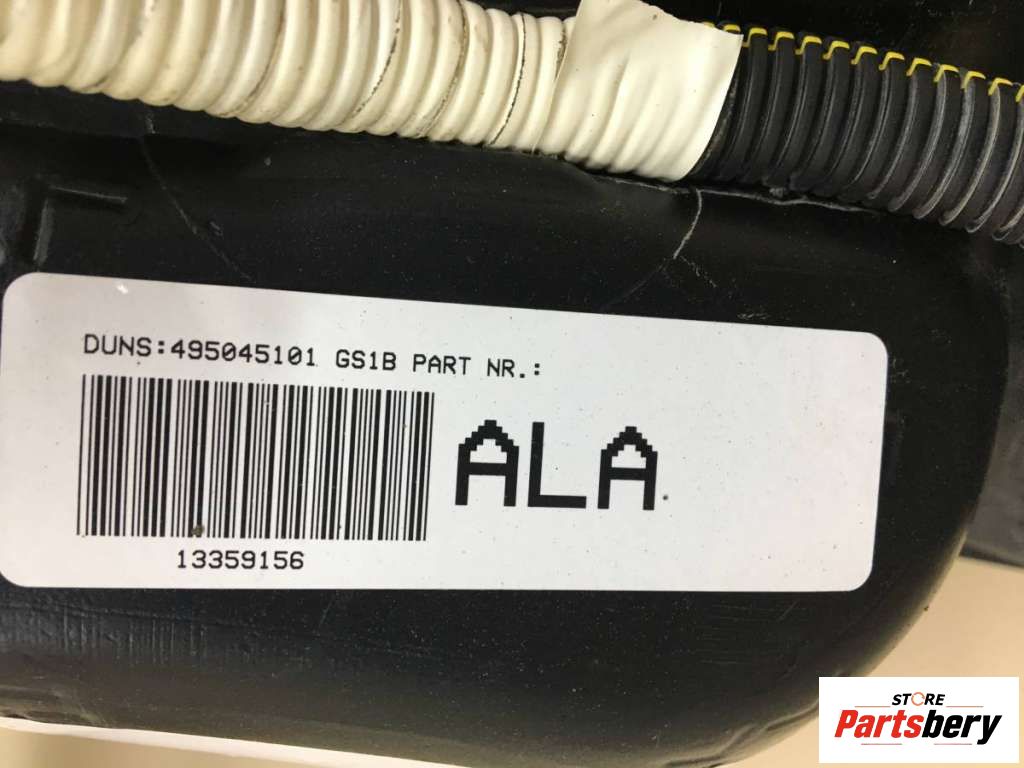 DUNS:495045101 GS1B PART NR.:
ALA
13359156
STORE
Partsbery